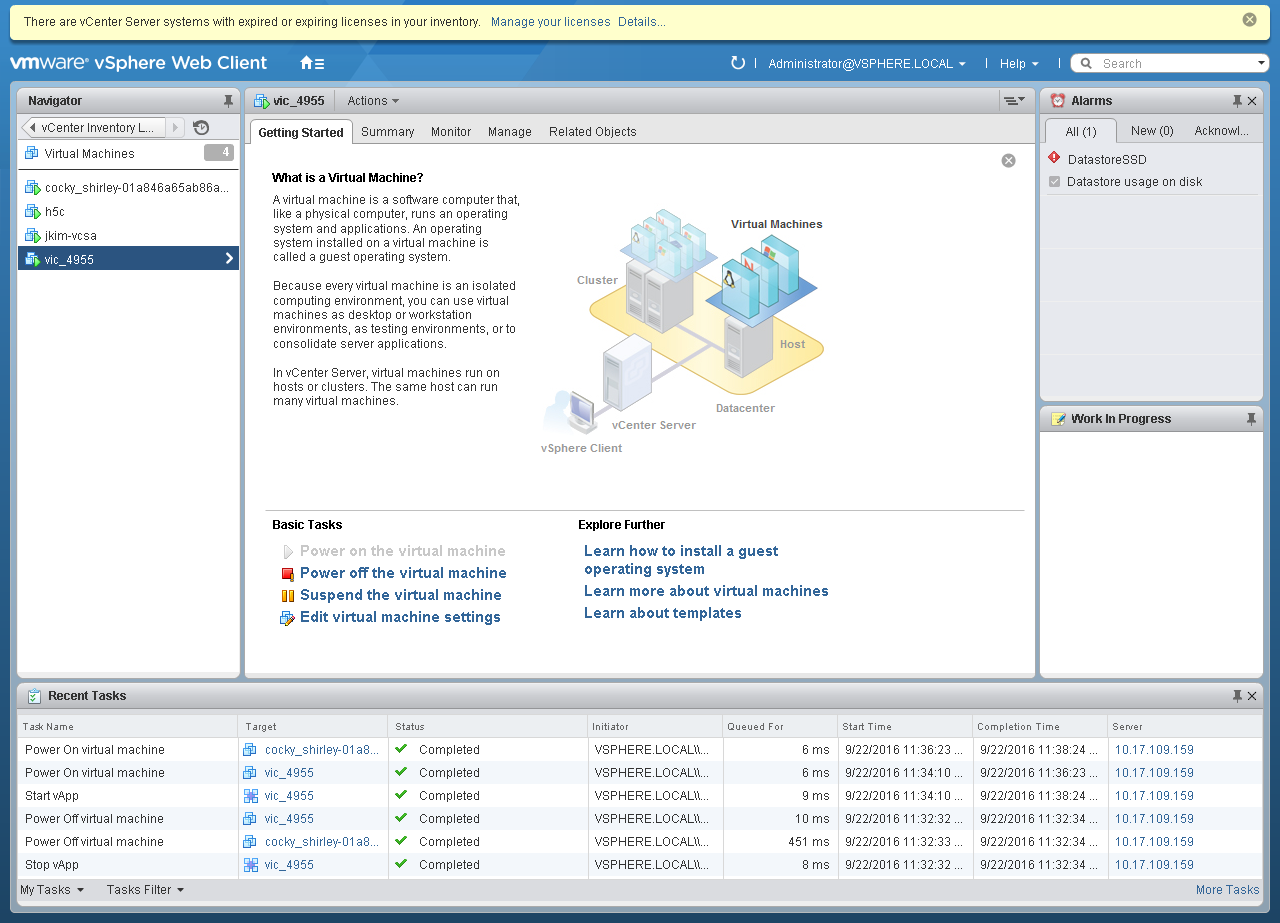 There are vCenter Server systems with expired or expiring licenses in your inventory. Manage your licenses Details...
vmware® vSphere Web Client
Administrator@VSPHERE.LOCAL
Help
Search
Navigator
vCenter Inventory L...
Virtual Machines 4
cocky_shirley-01a846a65ab86a...
h5c
jkim-vcsa
vic_4955
vic_4955 Actions
Getting Started Summary Monitor Manage Related Objects
What is a Virtual Machine?
A virtual machine is a software computer that,
like a physical computer, runs an operating
system and applications. An operating
system installed on a virtual machine is
called a guest operating system.
Because every virtual machine is an isolated
computing environment, you can use virtual
machines as desktop or workstation
environments, as testing environments, or to
consolidate server applications.
In vCenter Server, virtual machines run on
hosts or clusters. The same host can run
many virtual machines.
Virtual Machines
Cluster
Host
Datacenter
vCenter Server
vSphere Client
Basic Tasks
Power on the virtual machine
Power off the virtual machine
Suspend the virtual machine
Edit virtual machine settings
Explore Further
Learn how to install a guest
operating system
Learn more about virtual machines
Learn about templates
Alarms
All (1) New (0) Acknowl...
DatastoreSSD
Datastore usage on disk
Work In Progress
Recent Tasks
Task Name Target Status Initiator Queued For Start Time Completion Time Server
Power On virtual machine cocky_shirley-01a8... Completed VSPHERE.LOCAL\\... 6 ms 9/22/2016 11:36:23 ... 9/22/2016 11:38:24 ... 10.17.109.159
Power On virtual machine vic_4955 Completed VSPHERE.LOCAL\\... 6 ms 9/22/2016 11:34:10 ... 9/22/2016 11:36:23 ... 10.17.109.159
Start vApp vic_4955 Completed VSPHERE.LOCAL\\... 9 ms 9/22/2016 11:34:10 ... 9/22/2016 11:38:24 ... 10.17.109.159
Power Off virtual machine vic_4955 Completed VSPHERE.LOCAL\\... 10 ms 9/22/2016 11:32:32 ... 9/22/2016 11:32:34 ... 10.17.109.159
Power Off virtual machine cocky_shirley-01a8... Completed VSPHERE.LOCAL\\... 451 ms 9/22/2016 11:32:33 ... 9/22/2016 11:32:34 ... 10.17.109.159
Stop vApp vic_4955 Completed VSPHERE.LOCAL\\... 8 ms 9/22/2016 11:32:32 ... 9/22/2016 11:32:34 ... 10.17.109.159
My Tasks Tasks Filter More Tasks